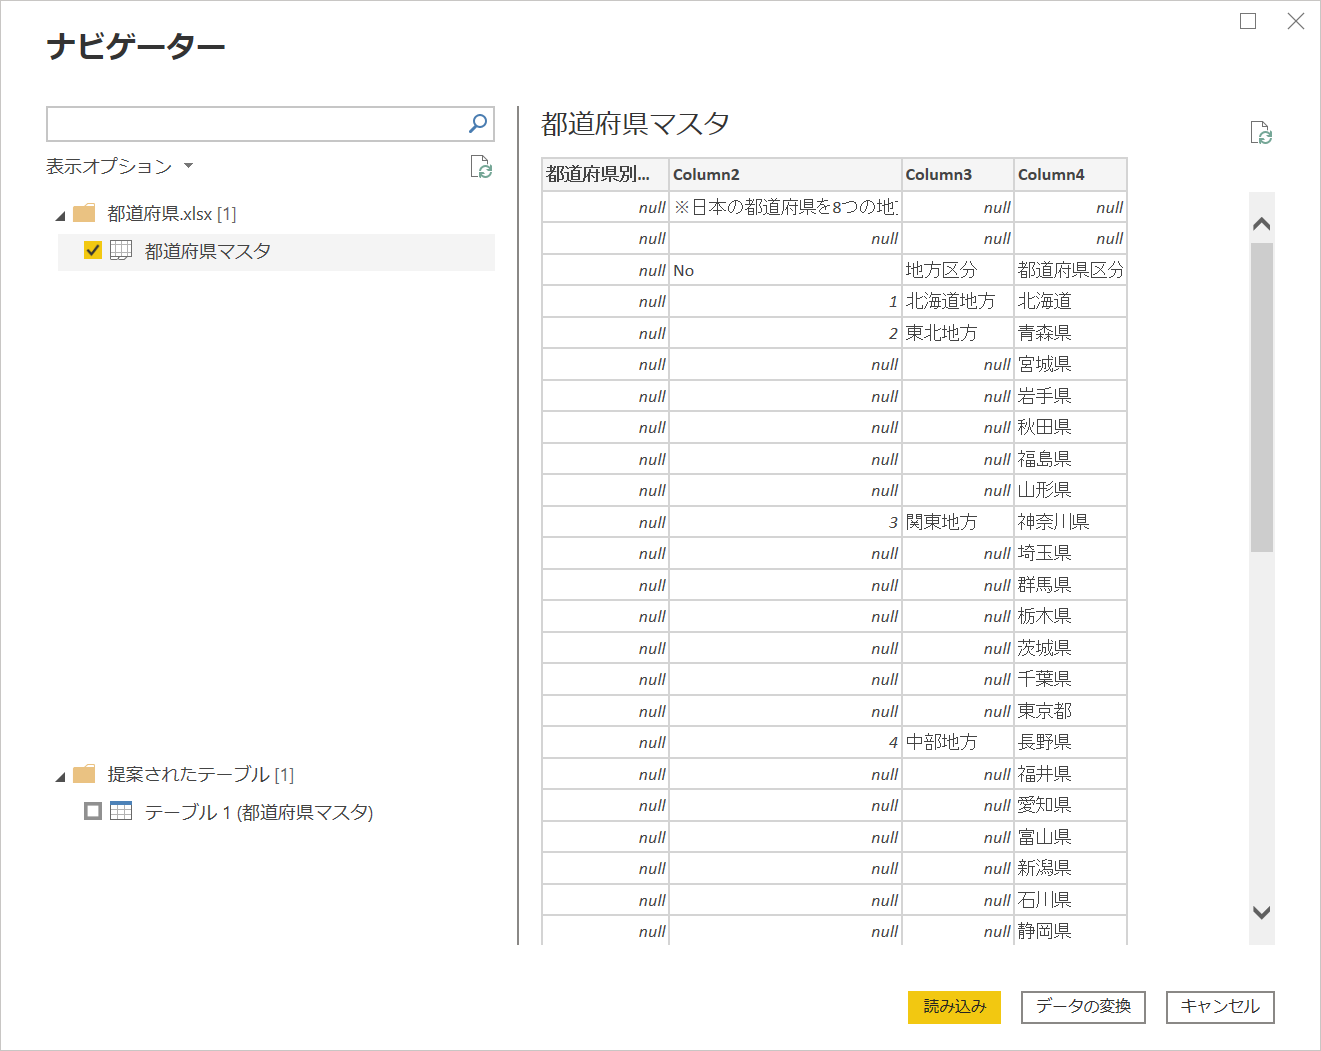 ナビゲーター
表示オプション
都道府県.xlsx [1]
都道府県マスタ
提案されたテーブル [1]
テーブル 1 (都道府県マスタ)
都道府県マスタ
都道府県別... Column2 Column3 Column4
null ※日本の都道府県を8つの地 null null
null null null null
null No 地方区分 都道府県区分
null 1 北海道地方 北海道
null 2 東北地方 青森県
null null null 宮城県
null null null 岩手県
null null null 秋田県
null null null 福島県
null null null 山形県
null 3 関東地方 神奈川県
null null null 埼玉県
null null null 群馬県
null null null 栃木県
null null null 茨城県
null null null 千葉県
null null null 東京都
null 4 中部地方 長野県
null null null 福井県
null null null 愛知県
null null null 富山県
null null null 新潟県
null null null 石川県
null null null 静岡県
読み込み データの変換 キャンセル